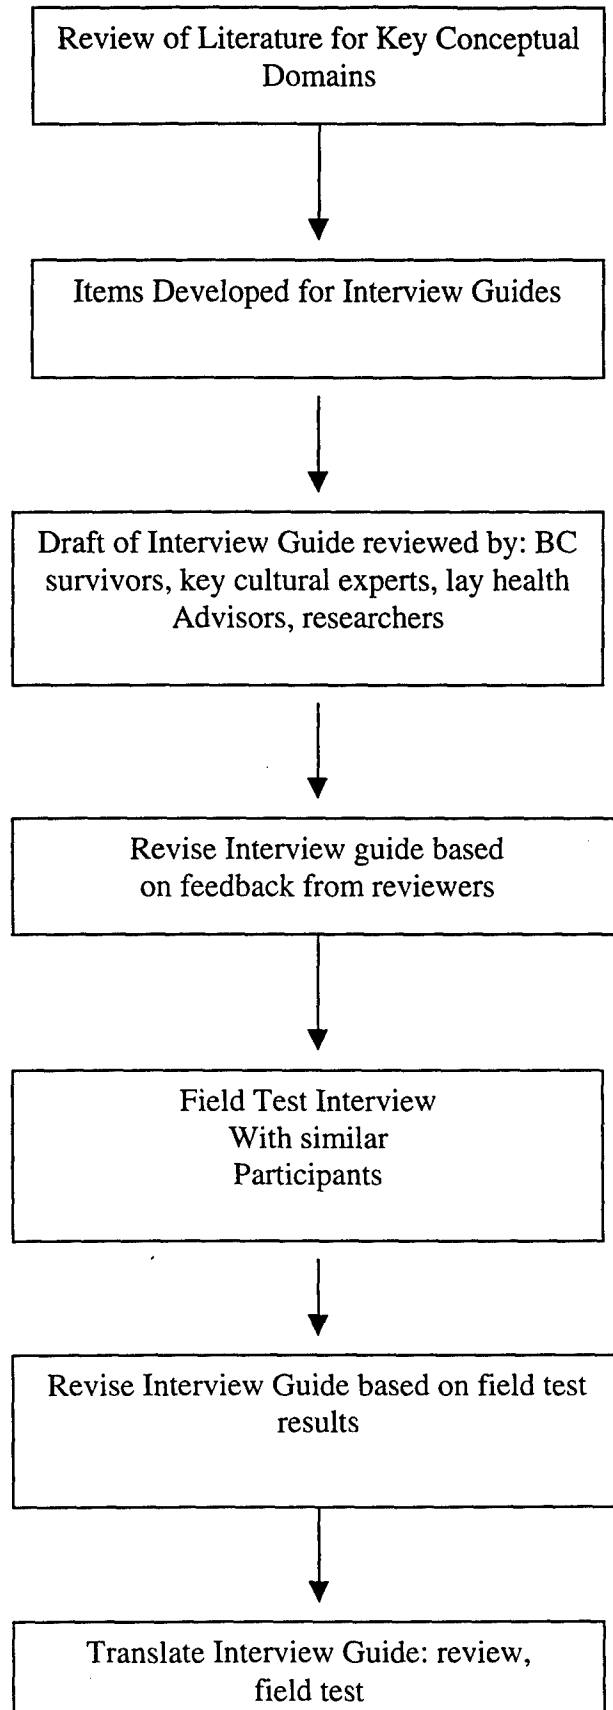 Review of Literature for Key Conceptual
Domains
Items Developed for Interview Guides
Draft of Interview Guide reviewed by: BC
survivors, key cultural experts, lay health
Advisors, researchers
Revise Interview guide based
on feedback from reviewers
Field Test Interview
With similar
Participants
Revise Interview Guide based on field test
results
Translate Interview Guide: review,
field test